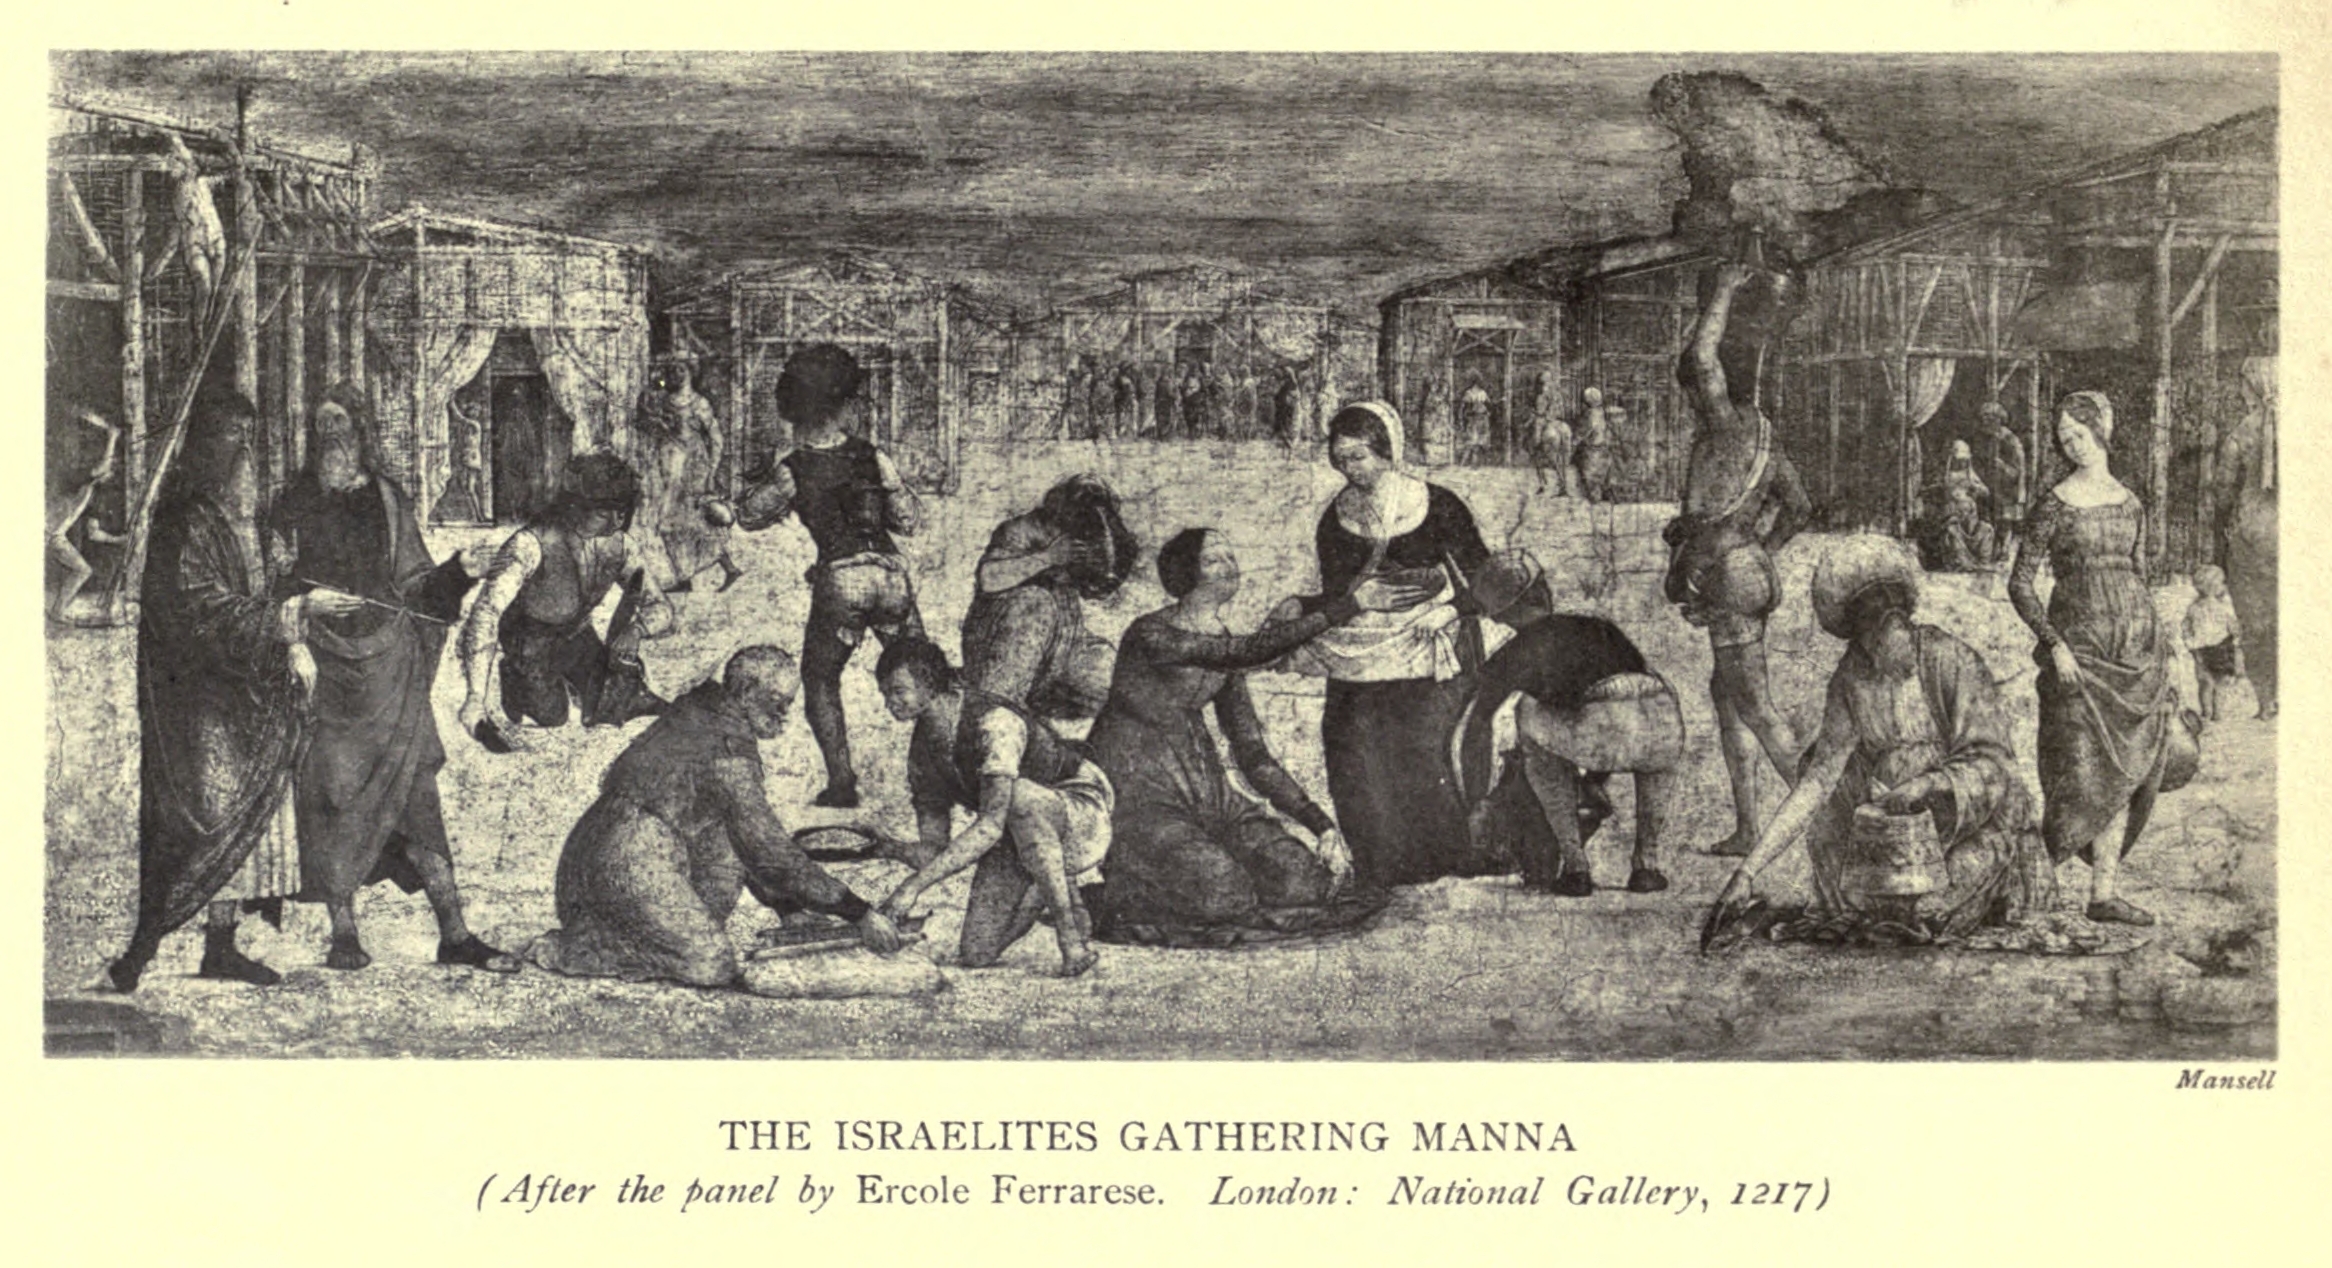 Mansell
THE ISRAELITES GATHERING MANNA
(After the panel by Ercole Ferrarese. London: National Gallery, 1217)